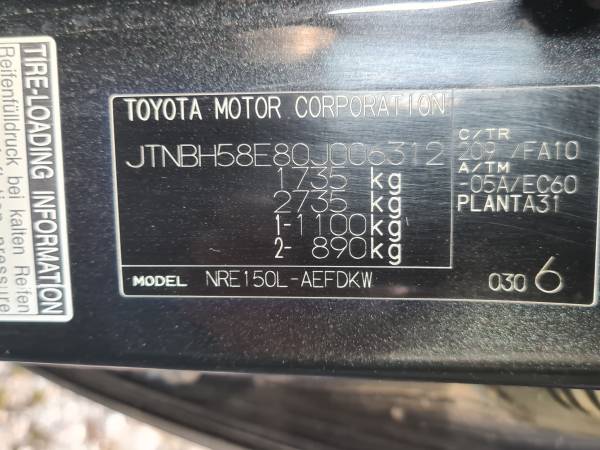 TIRE-LOADING INFORMATION
Reifenfülldruck bei kalten Reifen
TOYOTA MOTOR CORPORATION
JTNBH58E80J006312
1735 kg
2735 kg
1-1100kg
2- 890kg
C/TR
209 /FA10
A/TM
-05A/EC60
PLANTA31
MODEL NRE150L-AEFDKW
030 6